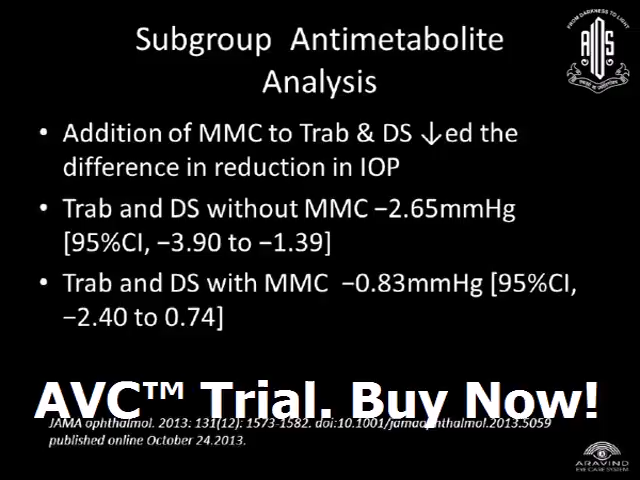 Subgroup Antimetabolite
Analysis
FROM DARKNESS TO LIGHT
• Addition of MMC to Trab & DS ↓ed the
difference in reduction in IOP
• Trab and DS without MMC −2.65mmHg
[95%CI, −3.90 to −1.39]
• Trab and DS with MMC −0.83mmHg [95%CI,
−2.40 to 0.74]
AVC™ Trial. Buy Now!
JAMA ophthalmol. 2013: 131(12): 1573-1582. doi:10.1001/jamaophthalmol.2013.5059
published online October 24.2013.
ARAVIND
EYE CARE SYSTEM